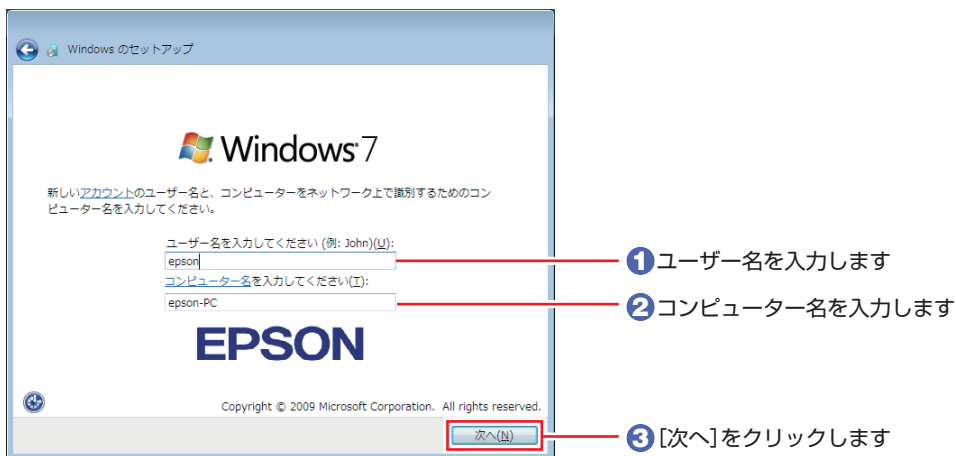 Windows のセットアップ
Windows 7
新しいアカウントのユーザー名と、コンピューターをネットワーク上で識別するためのコン
ピューター名を入力してください。
ユーザー名を入力してください (例: John)(U):
epson
1 ユーザー名を入力します
コンピューター名を入力してください(T):
epson-PC
2 コンピューター名を入力します
EPSON
Copyright © 2009 Microsoft Corporation. All rights reserved.
次へ(N)
3 [次へ]をクリックします